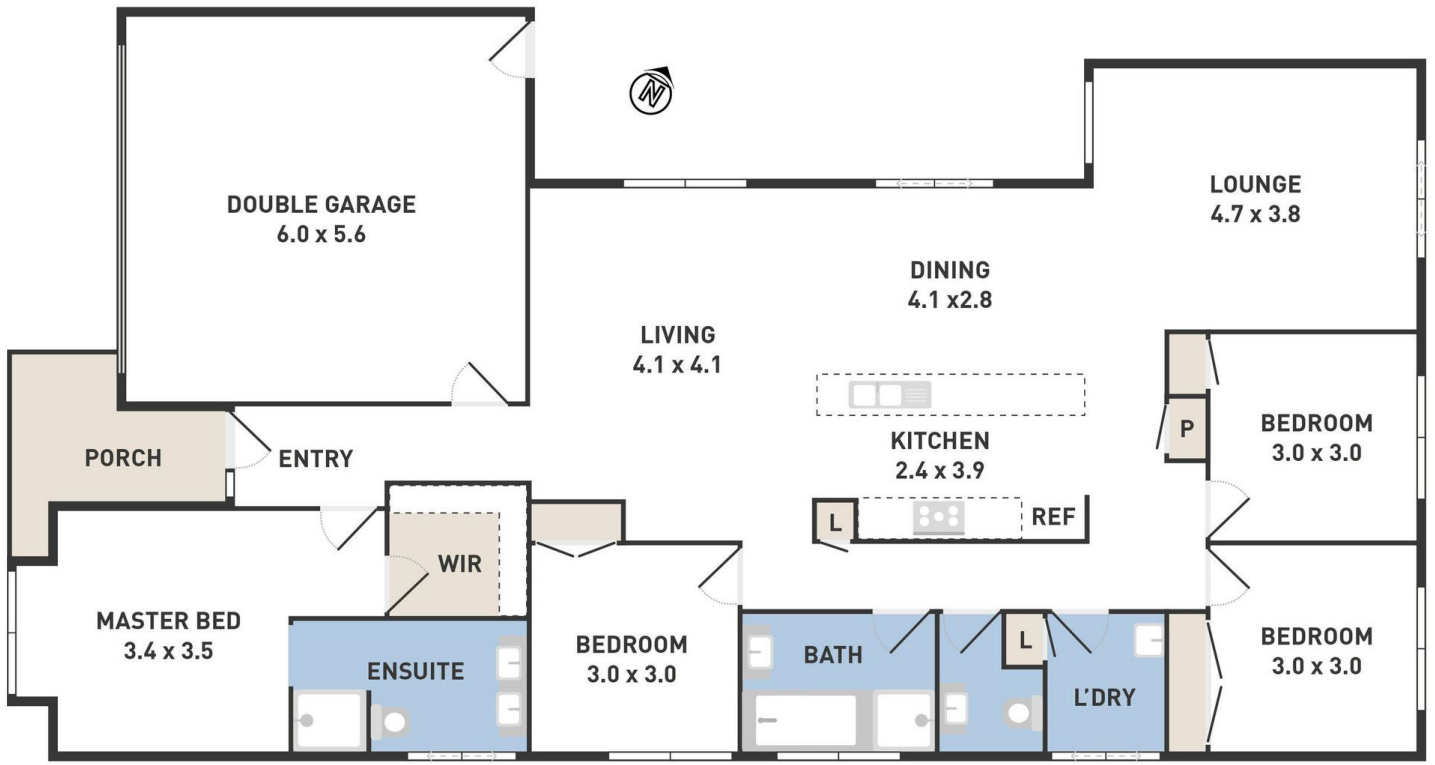 N
DOUBLE GARAGE
6.0 x 5.6
LOUNGE
4.7 x 3.8
DINING
4.1 x2.8
LIVING
4.1 x 4.1
KITCHEN
2.4 x 3.9
P
BEDROOM
3.0 x 3.0
PORCH
ENTRY
L
REF
WIR
MASTER BED
3.4 x 3.5
ENSUITE
BEDROOM
3.0 x 3.0
BATH
L
L'DRY
BEDROOM
3.0 x 3.0